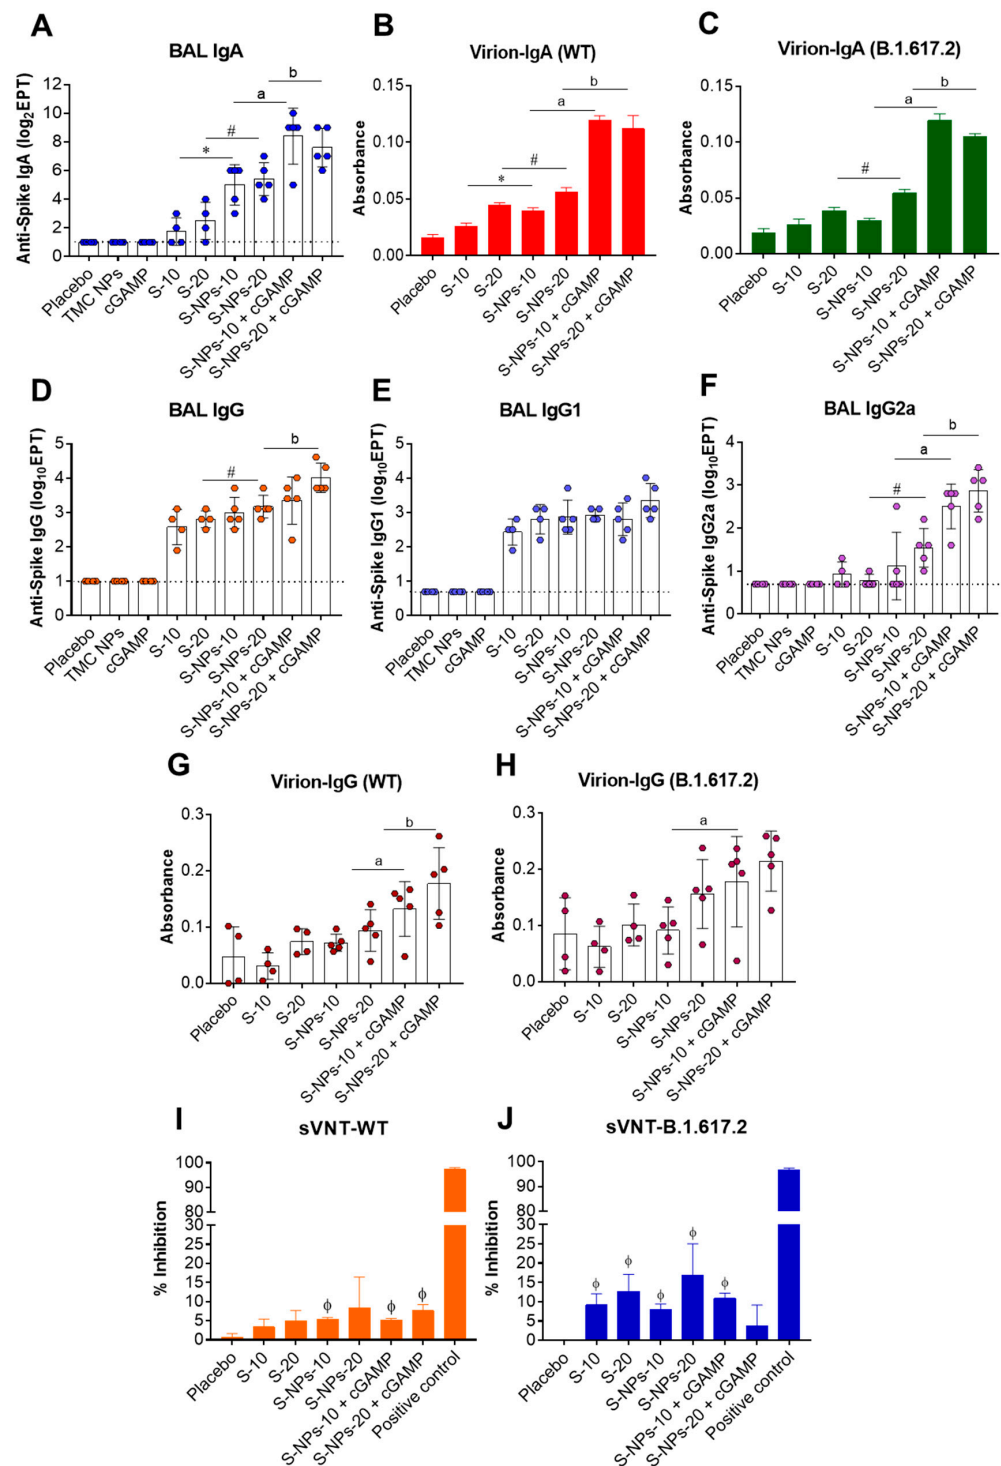 A
BAL IgA
Anti-Spike IgA (log2EPT)
12
10
8
6
4
2
0
*
#
a
b
Placebo
TMC NPs
cGAMP
S-10
S-20
S-NPs-10
S-NPs-20
S-NPs-10 + cGAMP
S-NPs-20 + cGAMP
B
Virion-IgA (WT)
Absorbance
0.15
0.10
0.05
0.00
*
#
a
b
Placebo
S-10
S-20
S-NPs-10
S-NPs-20
S-NPs-10 + cGAMP
S-NPs-20 + cGAMP
C
Virion-IgA (B.1.617.2)
Absorbance
0.15
0.10
0.05
0.00
#
a
b
Placebo
S-10
S-20
S-NPs-10
S-NPs-20
S-NPs-10 + cGAMP
S-NPs-20 + cGAMP
D
BAL IgG
Anti-Spike IgG (log10EPT)
5
4
3
2
1
0
#
b
Placebo
TMC NPs
cGAMP
S-10
S-20
S-NPs-10
S-NPs-20
S-NPs-10 + cGAMP
S-NPs-20 + cGAMP
E
BAL IgG1
Anti-Spike IgG1 (log10EPT)
5
4
3
2
1
0
Placebo
TMC NPs
cGAMP
S-10
S-20
S-NPs-10
S-NPs-20
S-NPs-10 + cGAMP
S-NPs-20 + cGAMP
F
BAL IgG2a
Anti-Spike IgG2a (log10EPT)
4
3
2
1
0
#
a
b
Placebo
TMC NPs
cGAMP
S-10
S-20
S-NPs-10
S-NPs-20
S-NPs-10 + cGAMP
S-NPs-20 + cGAMP
G
Virion-IgG (WT)
Absorbance
0.3
0.2
0.1
0.0
a
b
Placebo
S-10
S-20
S-NPs-10
S-NPs-20
S-NPs-10 + cGAMP
S-NPs-20 + cGAMP
H
Virion-IgG (B.1.617.2)
Absorbance
0.3
0.2
0.1
0.0
a
Placebo
S-10
S-20
S-NPs-10
S-NPs-20
S-NPs-10 + cGAMP
S-NPs-20 + cGAMP
I
sVNT-WT
% Inhibition
100
90
80
30
25
20
15
10
5
0
ϕ
ϕ
ϕ
Placebo
S-10
S-20
S-NPs-10
S-NPs-20
S-NPs-10 + cGAMP
S-NPs-20 + cGAMP
Positive control
J
sVNT-B.1.617.2
% Inhibition
100
90
80
30
25
20
15
10
5
0
ϕ
ϕ
ϕ
ϕ
ϕ
Placebo
S-10
S-20
S-NPs-10
S-NPs-20
S-NPs-10 + cGAMP
S-NPs-20 + cGAMP
Positive control